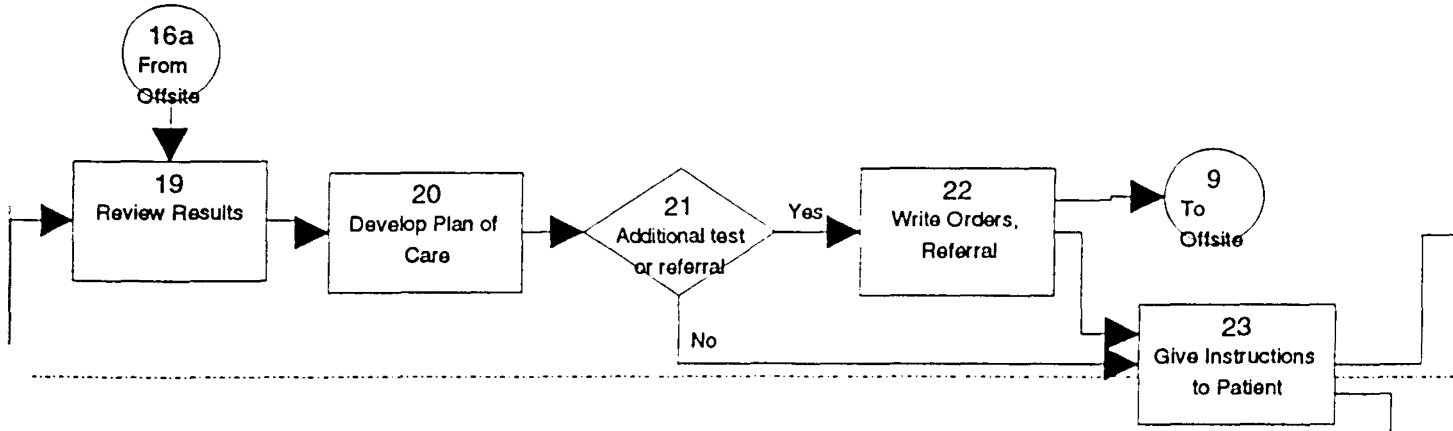 16a
From
Offsite
19
Review Results
20
Develop Plan of
Care
21
Additional test
or referral
Yes
No
22
Write Orders,
Referral
9
To
Offsite
23
Give Instructions
to Patient